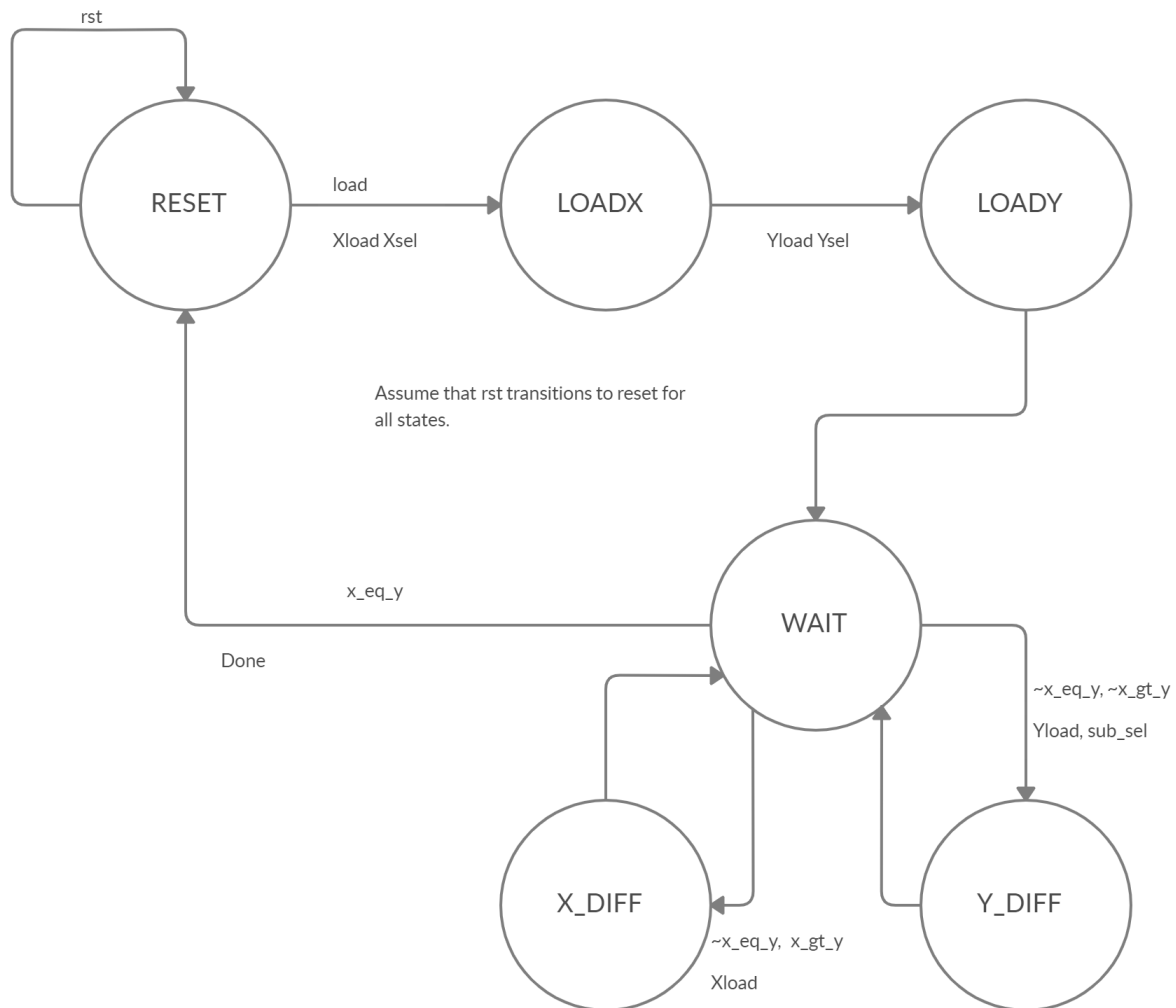 rst
RESET
load
Xload Xsel
LOADX
Yload Ysel
LOADY
Assume that rst transitions to reset for
all states.
x_eq_y
Done
WAIT
~x_eq_y, ~x_gt_y
Yload, sub_sel
X_DIFF
~x_eq_y,  x_gt_y
Xload
Y_DIFF